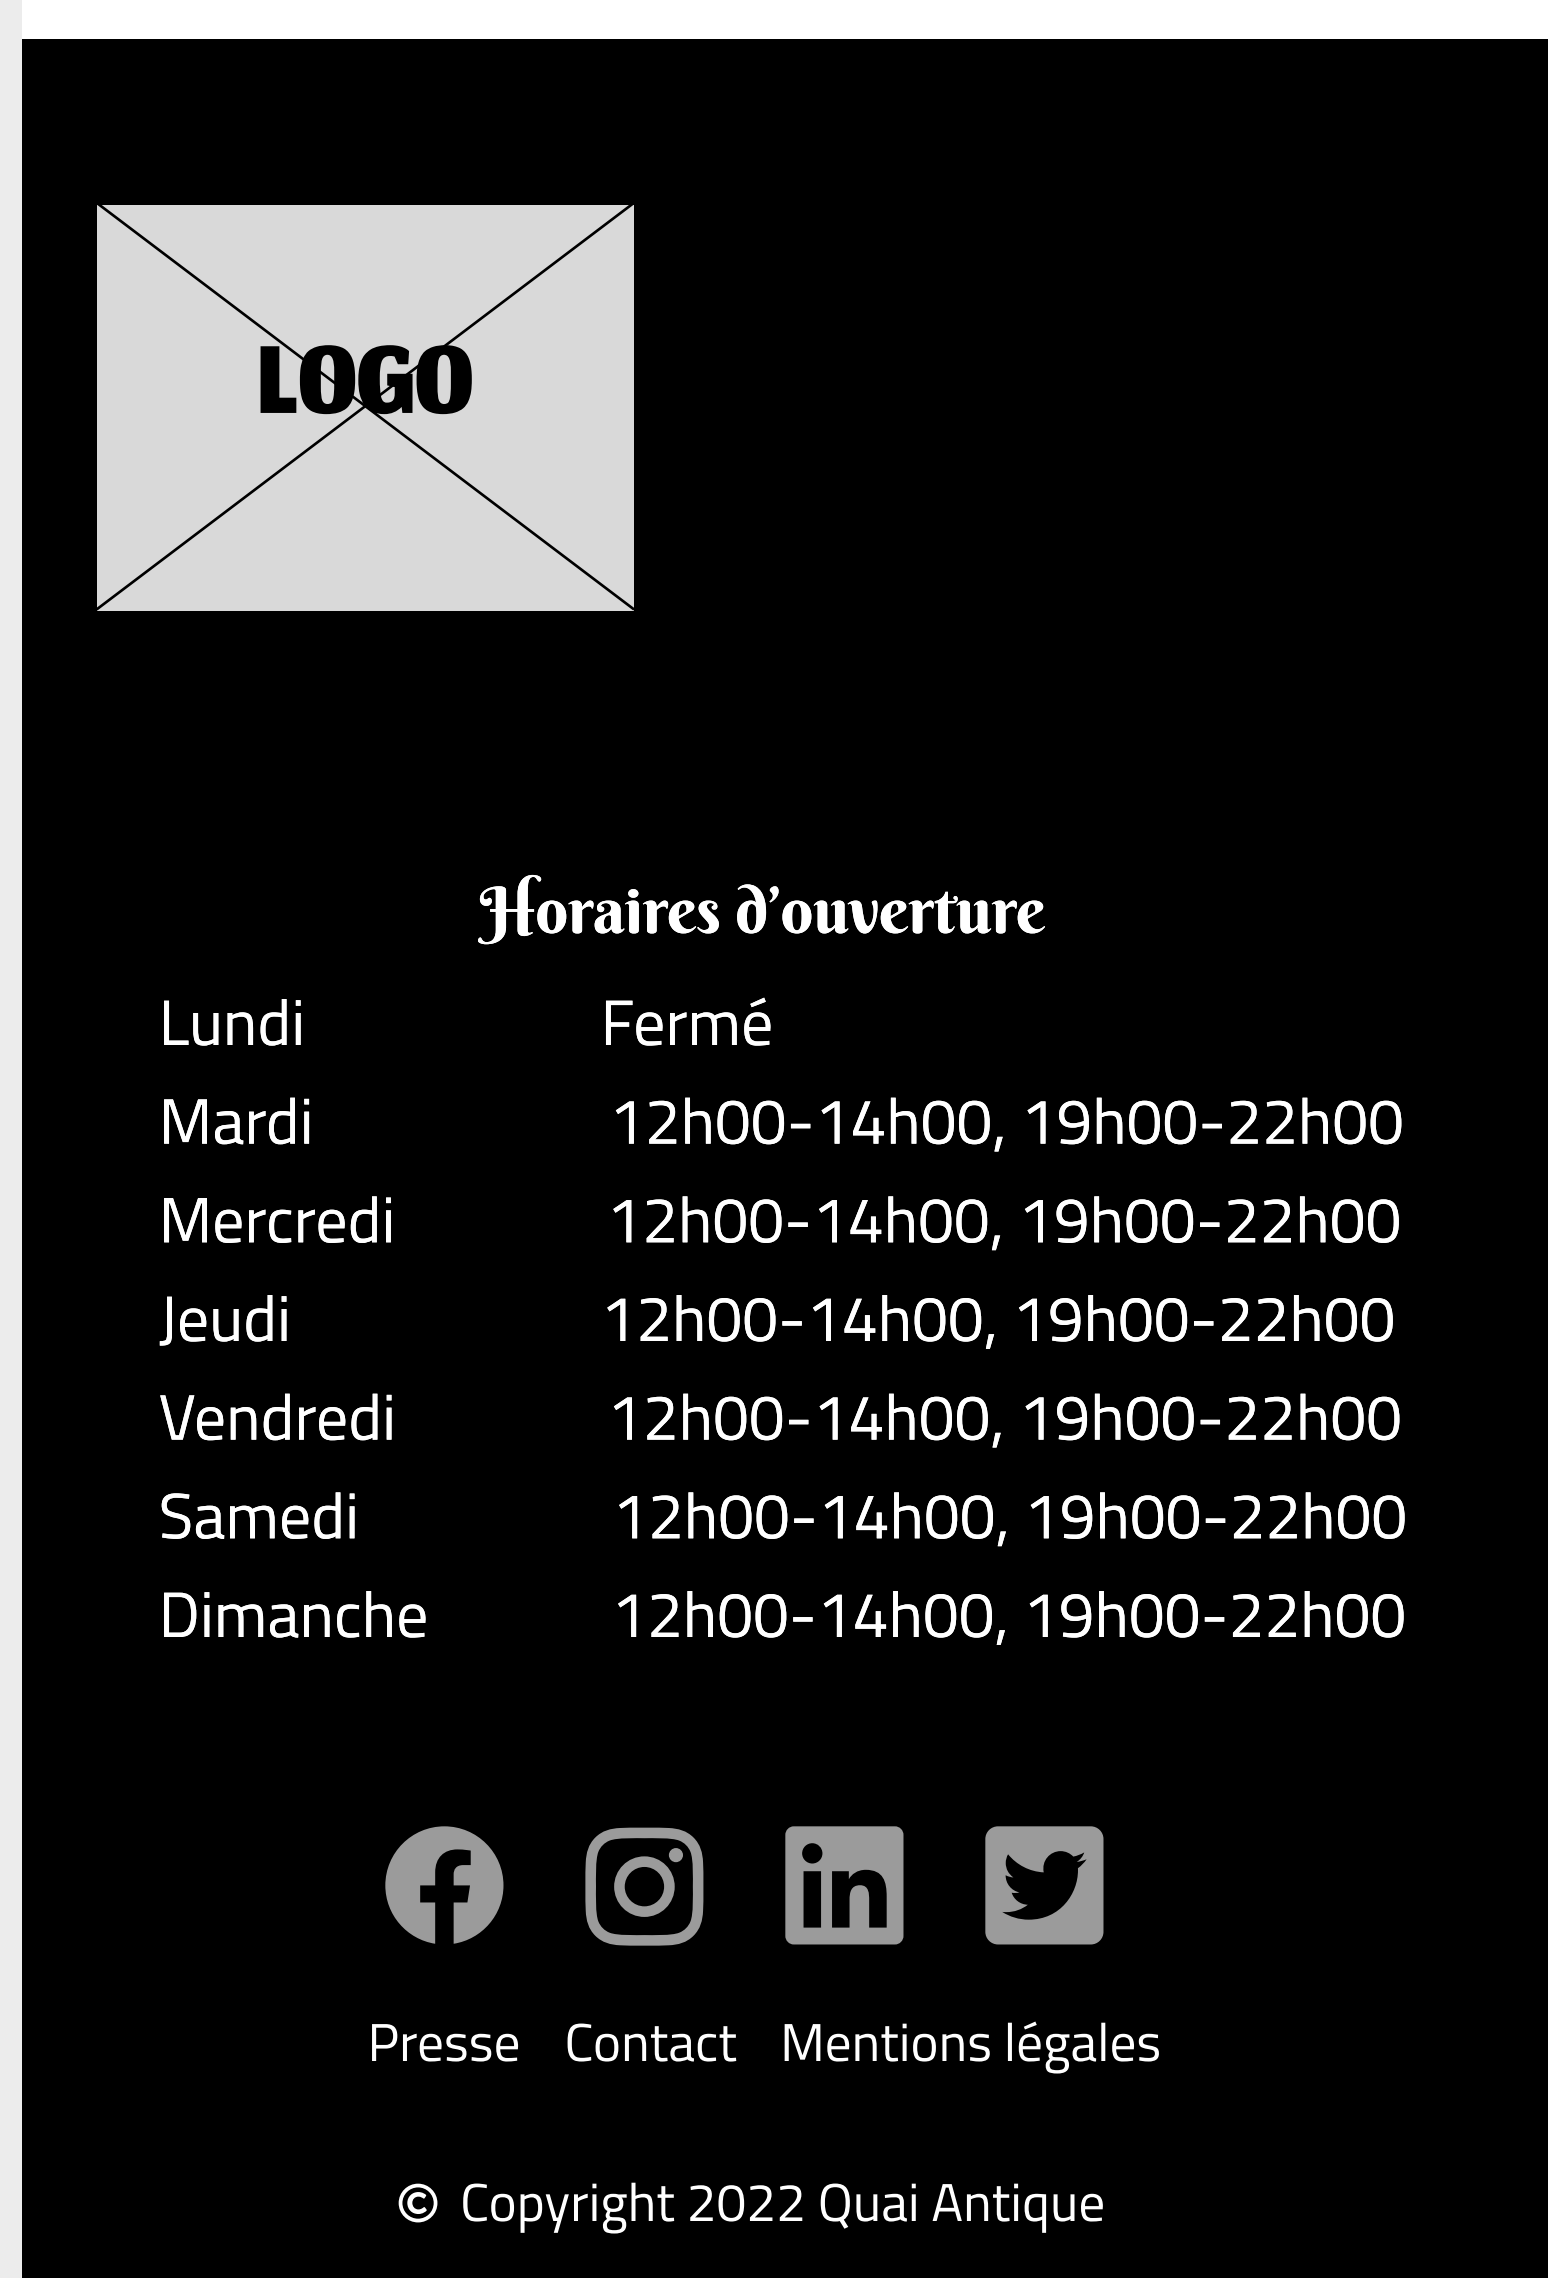 LOGO
Horaires d’ouverture
Lundi Fermé
Mardi 12h00-14h00, 19h00-22h00
Mercredi 12h00-14h00, 19h00-22h00
Jeudi 12h00-14h00, 19h00-22h00
Vendredi 12h00-14h00, 19h00-22h00
Samedi 12h00-14h00, 19h00-22h00
Dimanche 12h00-14h00, 19h00-22h00
Presse Contact Mentions légales
© Copyright 2022 Quai Antique